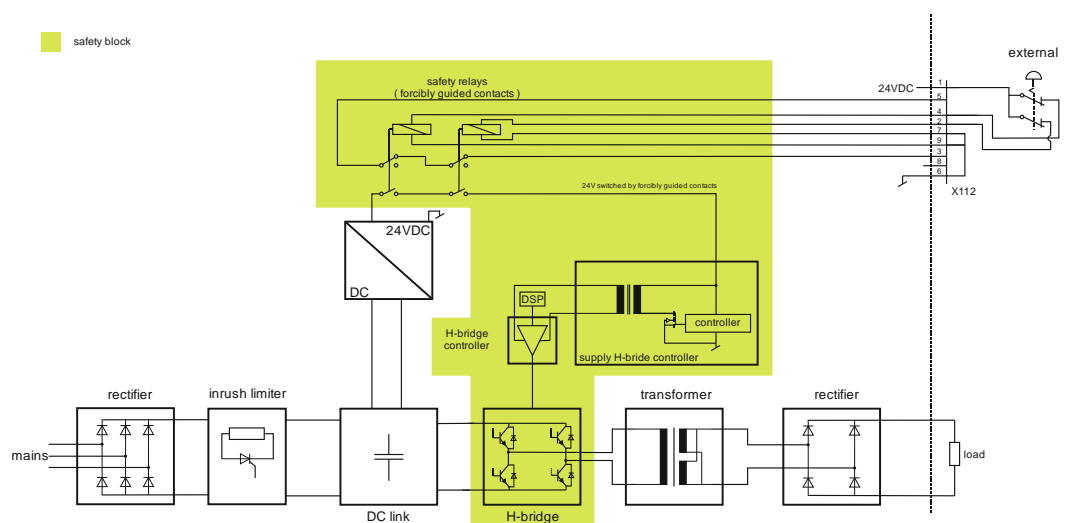 safety block
external
safety relays
( forcibly guided contacts )
24VDC
1
5
4
2
7
9
3
8
6
X112
24V switched by forcibly guided contacts
24VDC
DC
DSP
H-bridge
controller
controller
supply H-bride controller
rectifier
inrush limiter
transformer
rectifier
mains
load
DC link
H-bridge